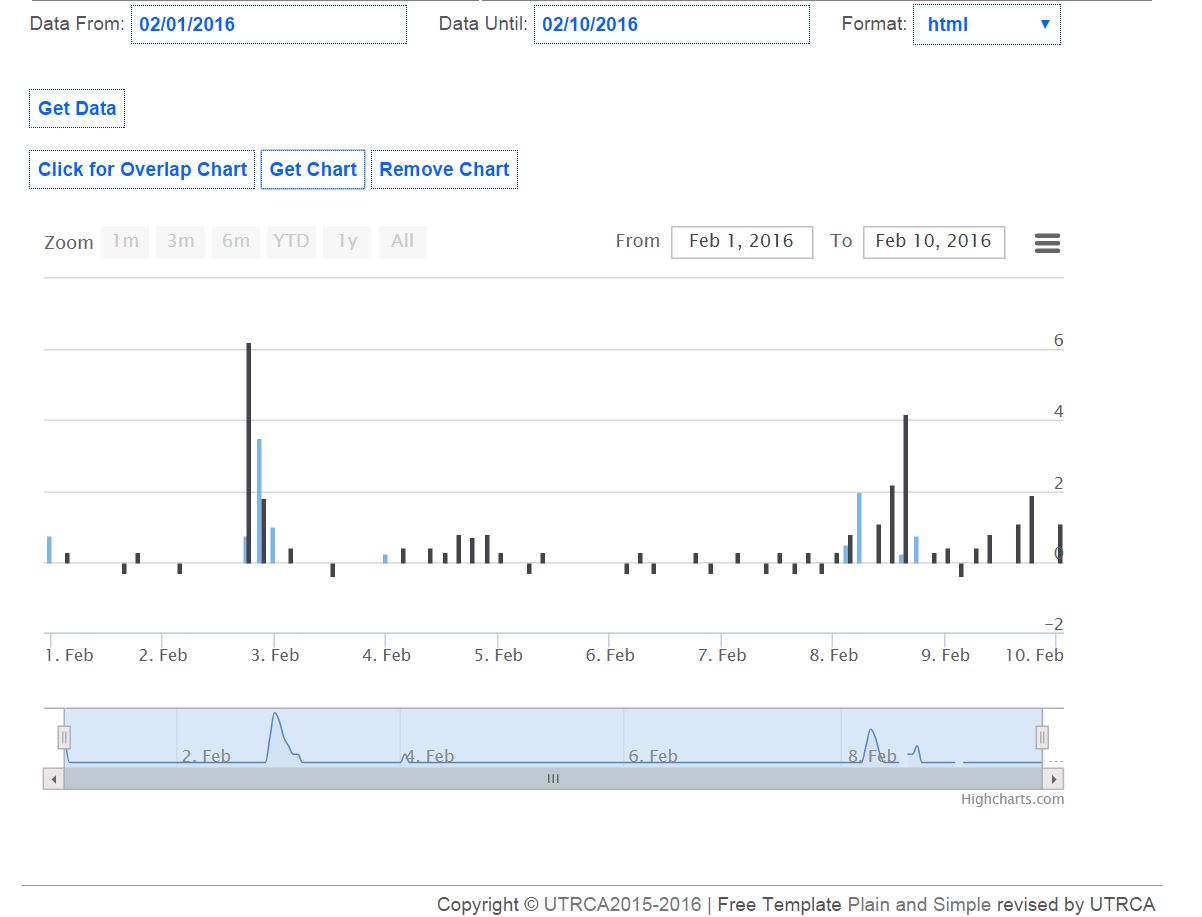 Data From: 02/01/2016 Data Until: 02/10/2016 Format: html
Get Data
Click for Overlap Chart Get Chart Remove Chart
Zoom 1m 3m 6m YTD 1y All From Feb 1, 2016 To Feb 10, 2016
6
4
2
0
−2
1. Feb 2. Feb 3. Feb 4. Feb 5. Feb 6. Feb 7. Feb 8. Feb 9. Feb 10. Feb
2. Feb 4. Feb 6. Feb 8. Feb ...
Highcharts.com
Copyright © UTRCA2015-2016 | Free Template Plain and Simple revised by UTRCA